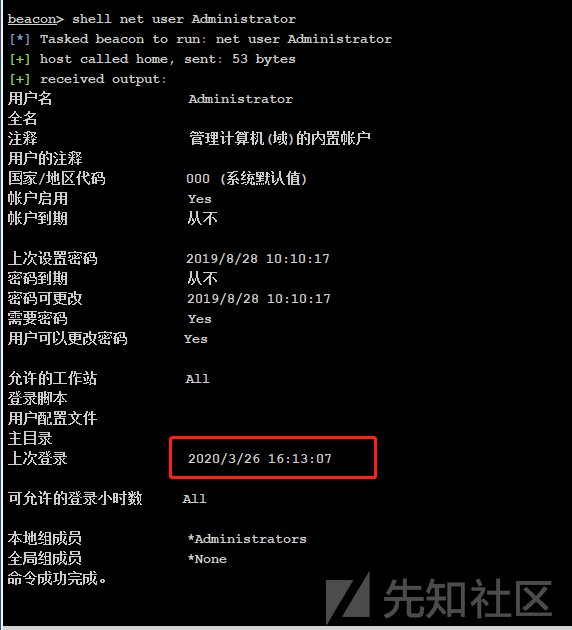 beacon> shell net user Administrator
[*] Tasked beacon to run: net user Administrator
[+] host called home, sent: 53 bytes
[+] received output:
用户名 Administrator
全名
注释 管理计算机(域)的内置帐户
用户的注释
国家/地区代码 000 (系统默认值)
帐户启用 Yes
帐户到期 从不
上次设置密码 2019/8/28 10:10:17
密码到期 从不
密码可更改 2019/8/28 10:10:17
需要密码 Yes
用户可以更改密码 Yes
允许的工作站 All
登录脚本
用户配置文件
主目录
上次登录 2020/3/26 16:13:07
可允许的登录小时数 All
本地组成员 *Administrators
全局组成员 *None
命令成功完成。
先知社区